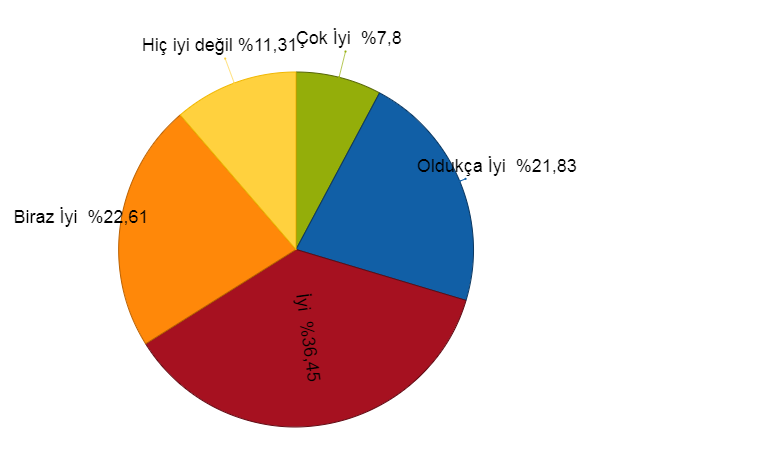 Hiç iyi değil %11,31
Çok İyi %7,8
Oldukça İyi %21,83
Biraz İyi %22,61
İyi %36,45